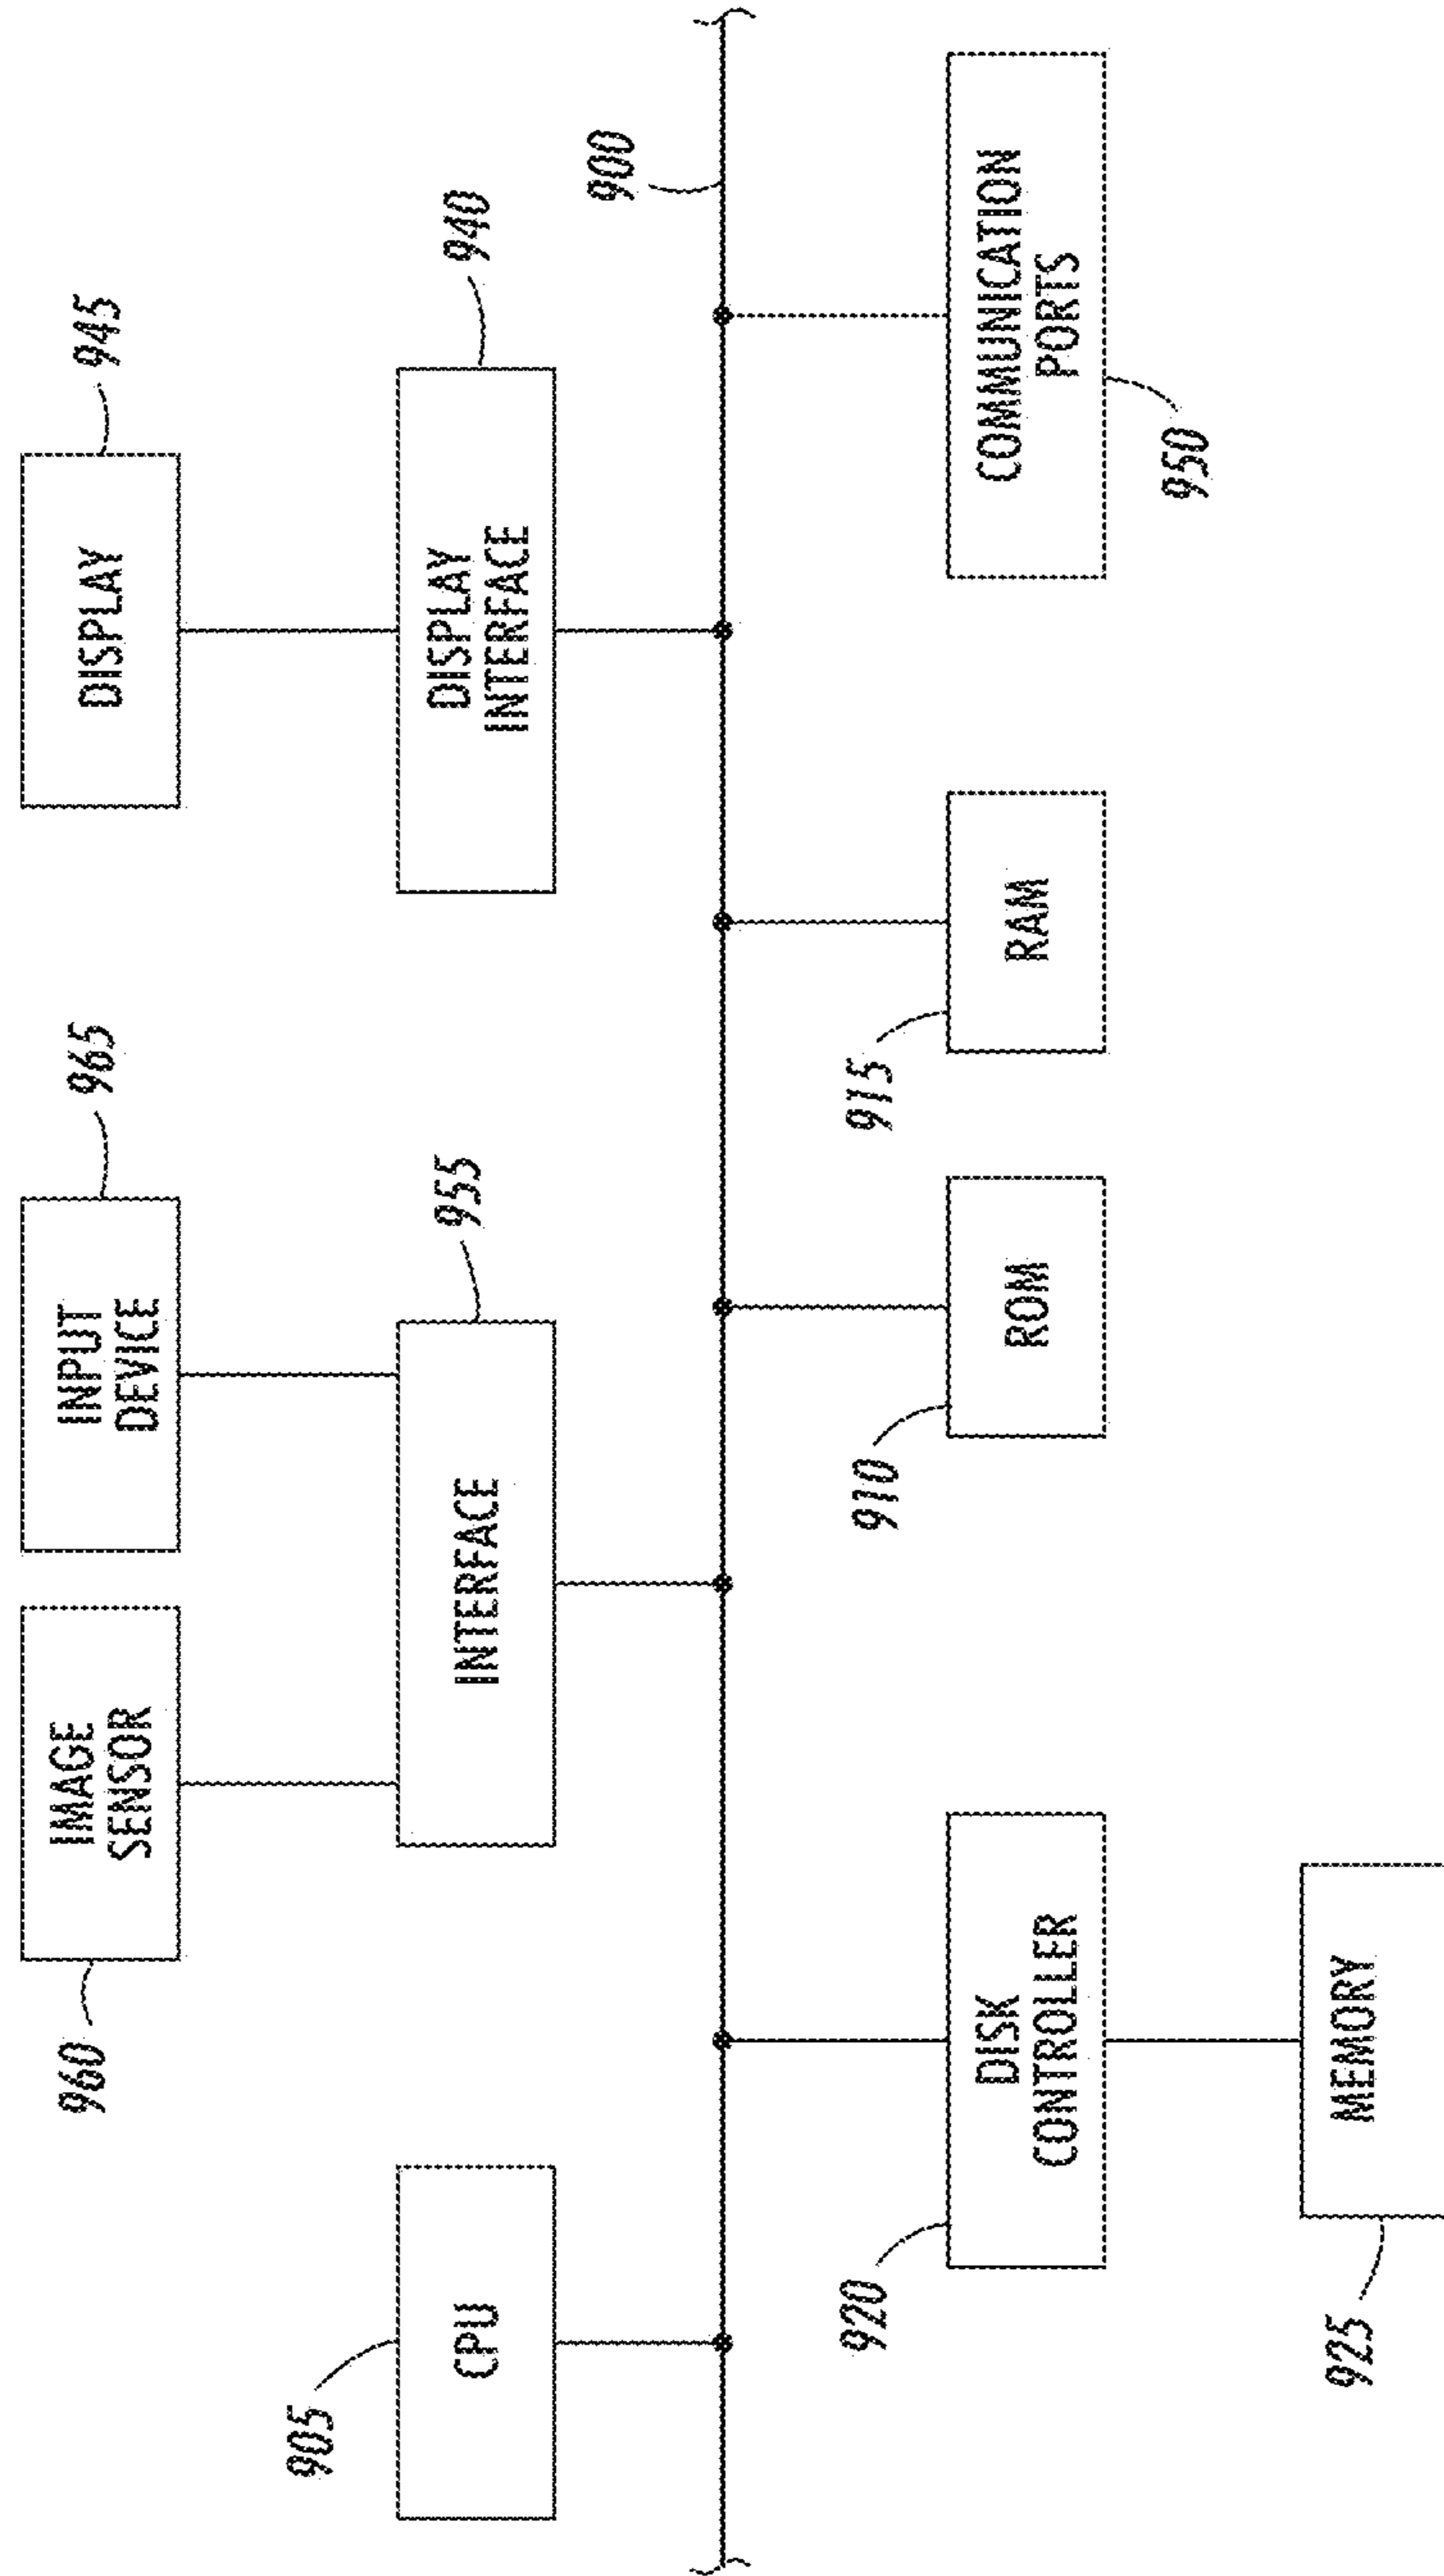 960
IMAGE
SENSOR
INPUT
DEVICE
965
DISPLAY
945
905
CPU
INTERFACE
955
DISPLAY
INTERFACE
940
900
920
DISK
CONTROLLER
910
ROM
915
RAM
COMMUNICATION
PORTS
950
925
MEMORY